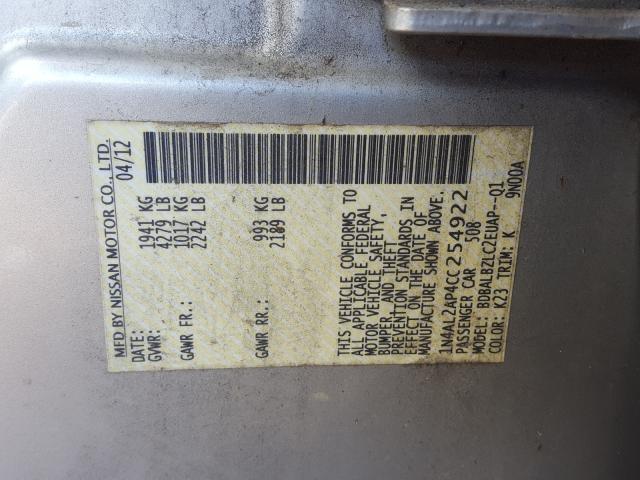 MFD BY NISSAN MOTOR CO., LTD.
DATE: 04/12
GVWR: 1941 KG
4279 LB
GAWR FR: 1017 KG
2242 LB
GAWR RR: 993 KG
2189 LB
THIS VEHICLE CONFORMS TO
ALL APPLICABLE FEDERAL
MOTOR VEHICLE SAFETY,
BUMPER, AND THEFT
PREVENTION STANDARDS IN
EFFECT ON THE DATE OF
MANUFACTURE SHOWN ABOVE.
1N4AL2AP4CC254922
PASSENGER CAR 508
MODEL: BDBALBZLC2EUAP--Q1
COLOR: K23 TRIM: K 9N00A